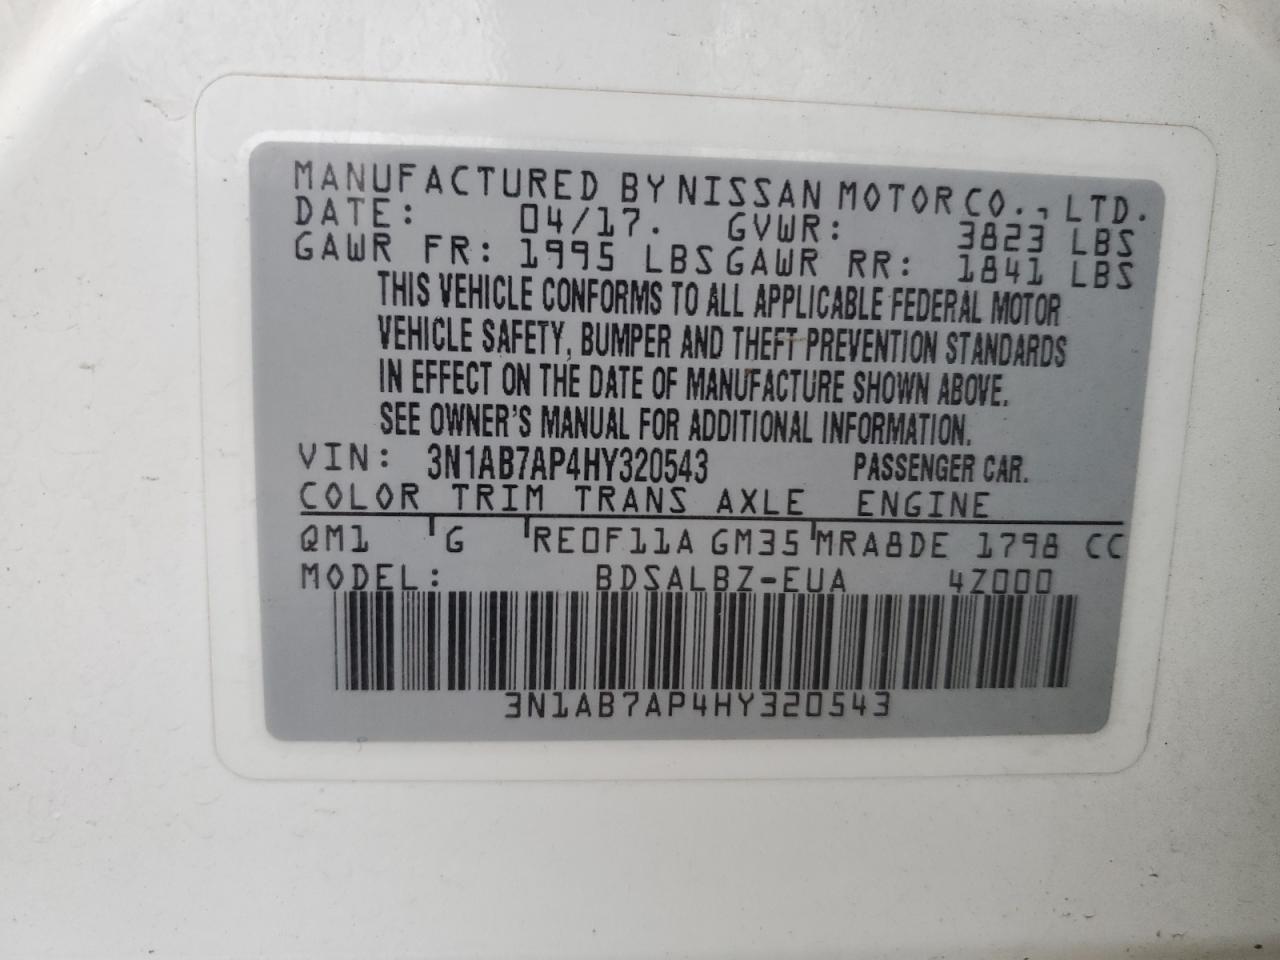 MANUFACTURED BY NISSAN MOTOR CO., LTD.
DATE: 04/17. GVWR: 3823 LBS
GAWR FR: 1995 LBS GAWR RR: 1841 LBS
THIS VEHICLE CONFORMS TO ALL APPLICABLE FEDERAL MOTOR
VEHICLE SAFETY, BUMPER AND THEFT PREVENTION STANDARDS
IN EFFECT ON THE DATE OF MANUFACTURE SHOWN ABOVE.
SEE OWNER'S MANUAL FOR ADDITIONAL INFORMATION.
VIN: 3N1AB7AP4HY320543 PASSENGER CAR.
COLOR TRIM TRANS AXLE ENGINE
QM1 G RE0F11A GM35 MRA8DE 1798 CC
MODEL: BDSALBZ-EUA 4Z000
3N1AB7AP4HY320543